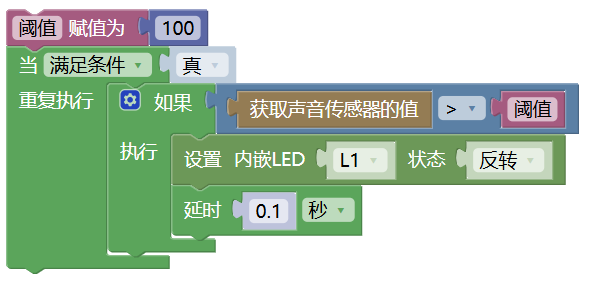 阈值 赋值为 100
当 满足条件 真
重复执行 如果 获取声音传感器的值 > 阈值
执行 设置 内嵌LED L1 状态 反转
延时 0.1 秒